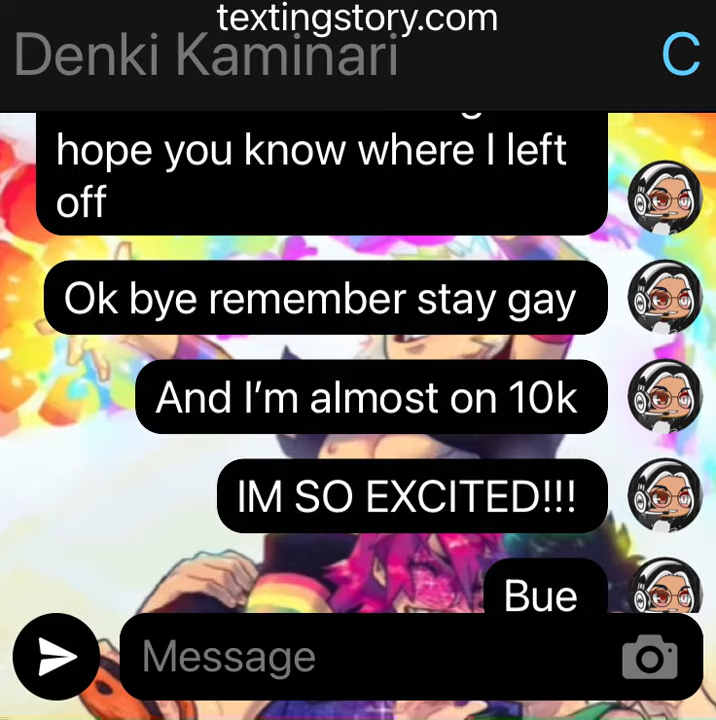 textingstory.com
Denki Kaminari
C
hope you know where I left
off
Ok bye remember stay gay
And I’m almost on 10k
IM SO EXCITED!!!
Bue
Message